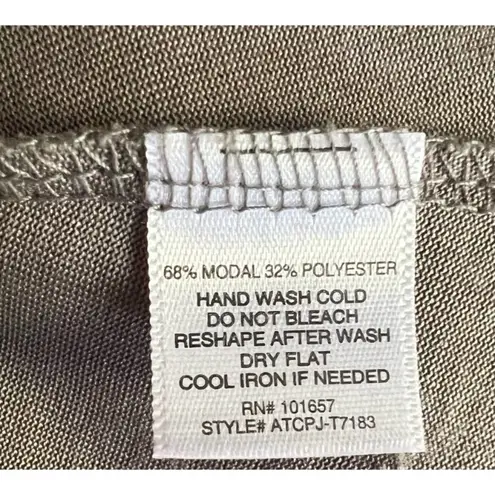 68% MODAL 32% POLYESTER
HAND WASH COLD
DO NOT BLEACH
RESHAPE AFTER WASH
DRY FLAT
COOL IRON IF NEEDED
RN# 101657
STYLE# ATCPJ-T7183